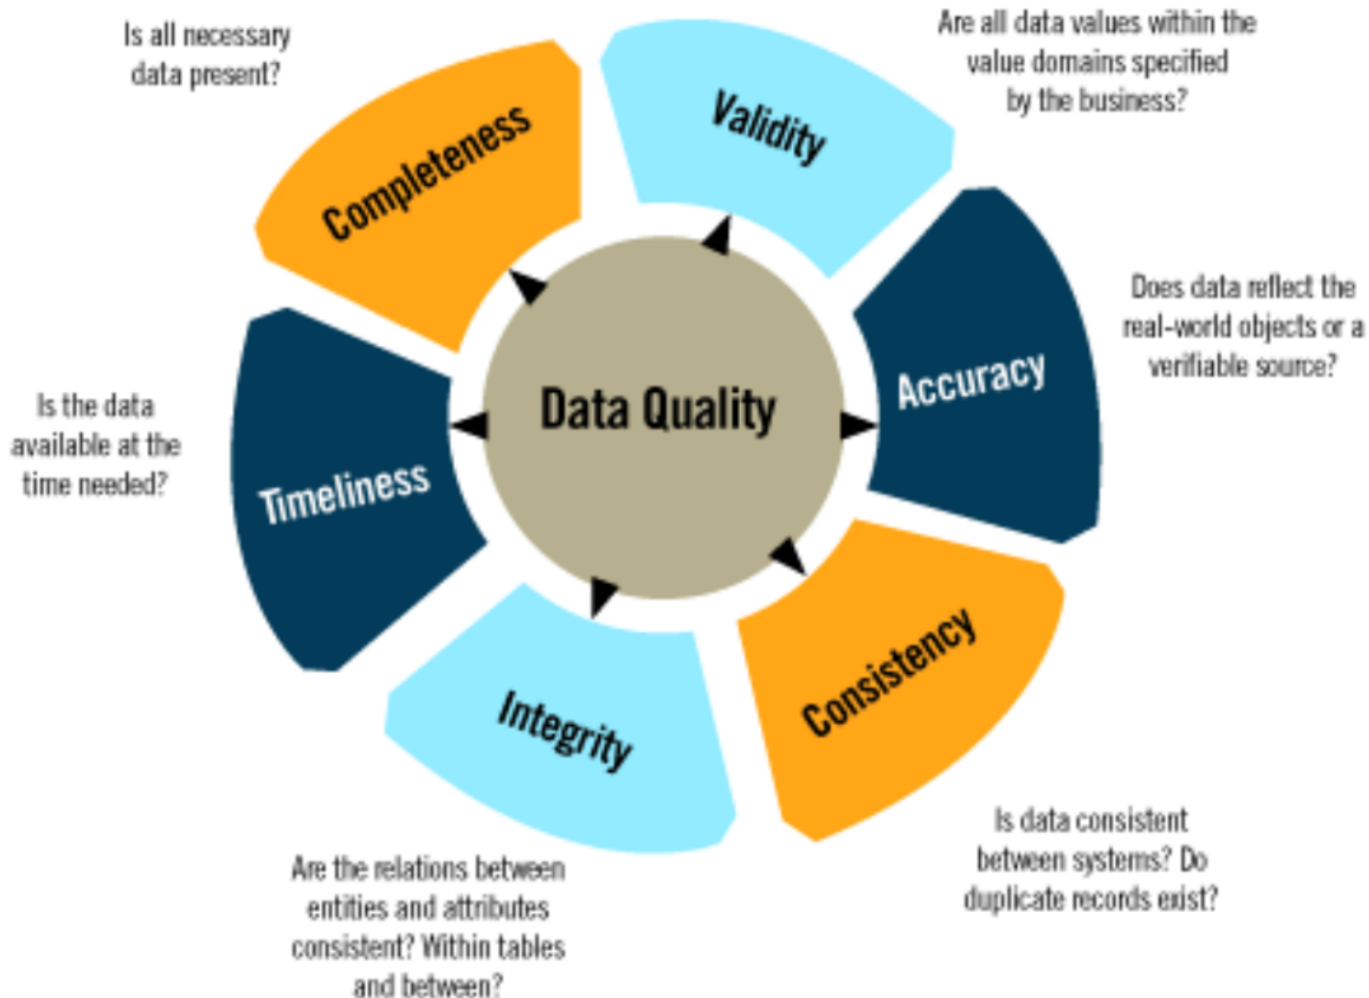 Is all necessary
data present?
Completeness
Validity
Are all data values within the
value domains specified
by the business?
Accuracy
Does data reflect the
real-world objects or a
verifiable source?
Data Quality
Timeliness
Is the data
available at the
time needed?
Integrity
Are the relations between
entities and attributes
consistent? Within tables
and between?
Consistency
Is data consistent
between systems? Do
duplicate records exist?